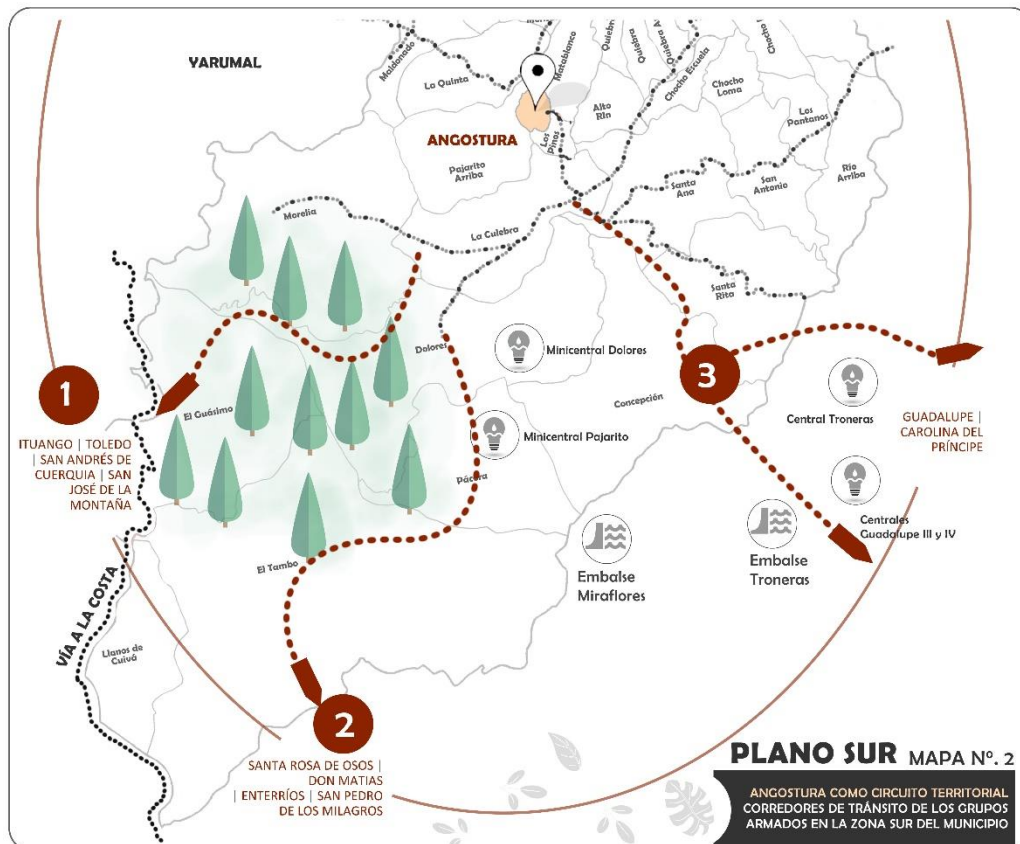 YARUMAL
Maldonado
La Quinta
Matablanco
Quiebra A
Chocho Escuela
Chocho
Loma
Los
Pantanos
Alto
Rin
Los
Pinos
ANGOSTURA
Pajarito
Arriba
Santa
Ana
San
Antonio
Río
Arriba
Morelia
La Culebra
Santa
Rita
Dolores
Minicentral Dolores
3
1
El Guásimo
Concepción
Central Troneras
GUADALUPE |
CAROLINA DEL
PRÍNCIPE
Minicentral Pajarito
ITUANGO | TOLEDO
| SAN ANDRÉS DE
CUERQUIA | SAN
JOSÉ DE LA
MONTAÑA
Pácora
Centrales
Guadalupe III y IV
El Tambo
Embalse
Miraflores
Embalse
Troneras
VÍA A LA COSTA
Llanos de
Cuivá
2
SANTA ROSA DE OSOS |
DON MATIAS
| ENTERRÍOS | SAN PEDRO
DE LOS MILAGROS
PLANO SUR MAPA Nº. 2
ANGOSTURA COMO CIRCUITO TERRITORIAL
CORREDORES DE TRÁNSITO DE LOS GRUPOS
ARMADOS EN LA ZONA SUR DEL MUNICIPIO